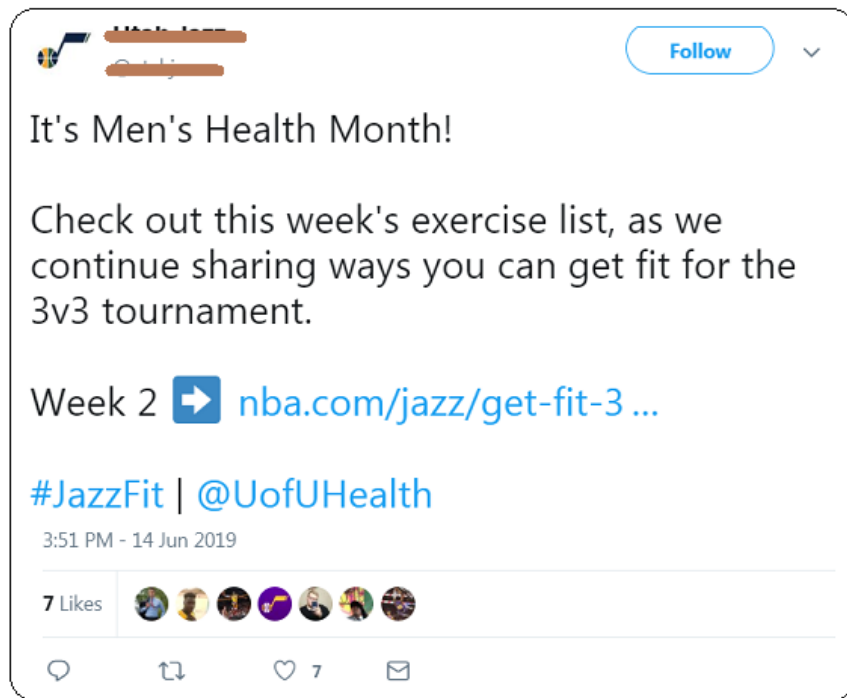 Follow
It's Men's Health Month!
Check out this week's exercise list, as we
continue sharing ways you can get fit for the
3v3 tournament.
Week 2 ➡ nba.com/jazz/get-fit-3 ...
#JazzFit | @UofUHealth
3:51 PM - 14 Jun 2019
7 Likes
7